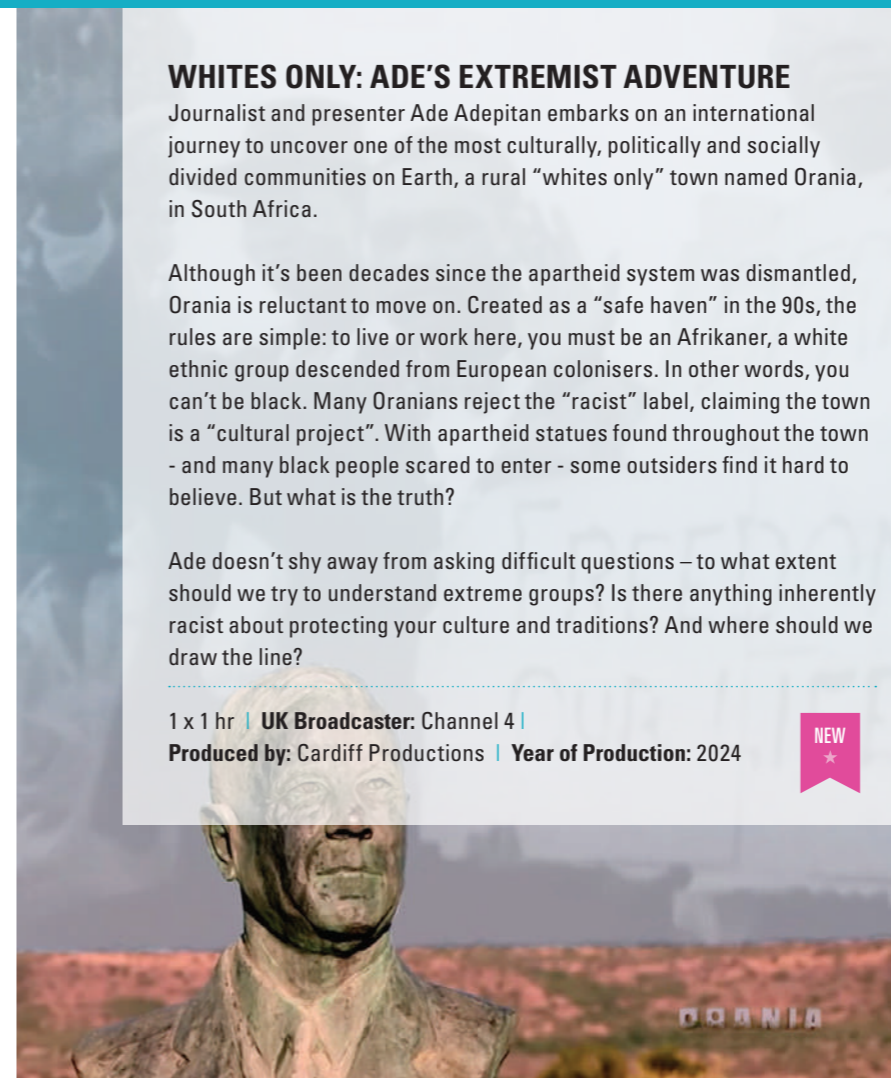 WHITES ONLY: ADE'S EXTREMIST ADVENTURE
Journalist and presenter Ade Adepitan embarks on an international
journey to uncover one of the most culturally, politically and socially
divided communities on Earth, a rural “whites only” town named Orania,
in South Africa.
Although it's been decades since the apartheid system was dismantled,
Orania is reluctant to move on. Created as a “safe haven” in the 90s, the
rules are simple: to live or work here, you must be an Afrikaner, a white
ethnic group descended from European colonisers. In other words, you
can't be black. Many Oranians reject the “racist” label, claiming the town
is a “cultural project”. With apartheid statues found throughout the town
- and many black people scared to enter - some outsiders find it hard to
believe. But what is the truth?
Ade doesn't shy away from asking difficult questions – to what extent
should we try to understand extreme groups? Is there anything inherently
racist about protecting your culture and traditions? And where should we
draw the line?
1 x 1 hr | UK Broadcaster: Channel 4 |
Produced by: Cardiff Productions | Year of Production: 2024
NEW
ORANIA